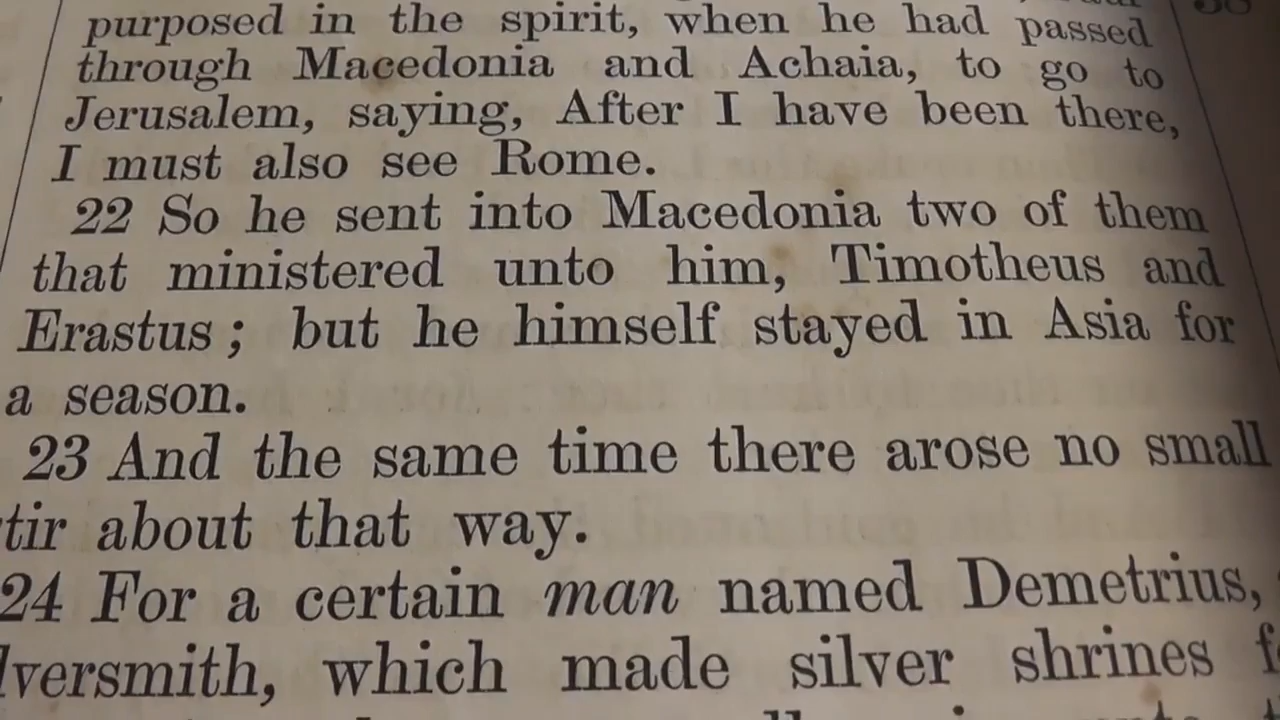 purposed in the spirit, when he had passed
through Macedonia and Achaia, to go to
Jerusalem, saying, After I have been there,
I must also see Rome.
22 So he sent into Macedonia two of them
that ministered unto him, Timotheus and
Erastus; but he himself stayed in Asia for
a season.
23 And the same time there arose no small
tir about that way.
24 For a certain man named Demetrius,
lversmith, which made silver shrines f